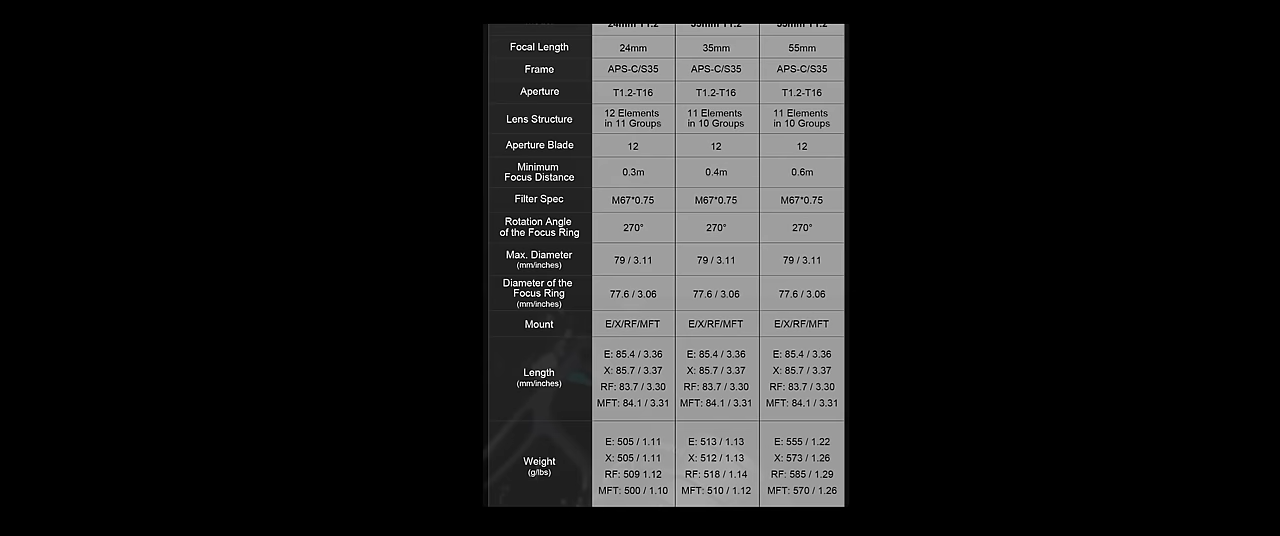 24mm T1.2 35mm T1.2 55mm T1.2
Focal Length 24mm 35mm 55mm
Frame APS-C/S35 APS-C/S35 APS-C/S35
Aperture T1.2-T16 T1.2-T16 T1.2-T16
Lens Structure 12 Elements in 11 Groups 11 Elements in 10 Groups 11 Elements in 10 Groups
Aperture Blade 12 12 12
Minimum Focus Distance 0.3m 0.4m 0.6m
Filter Spec M67*0.75 M67*0.75 M67*0.75
Rotation Angle of the Focus Ring 270° 270° 270°
Max. Diameter (mm/inches) 79 / 3.11 79 / 3.11 79 / 3.11
Diameter of the Focus Ring (mm/inches) 77.6 / 3.06 77.6 / 3.06 77.6 / 3.06
Mount E/X/RF/MFT E/X/RF/MFT E/X/RF/MFT
Length (mm/inches)
E: 85.4 / 3.36 E: 85.4 / 3.36 E: 85.4 / 3.36
X: 85.7 / 3.37 X: 85.7 / 3.37 X: 85.7 / 3.37
RF: 83.7 / 3.30 RF: 83.7 / 3.30 RF: 83.7 / 3.30
MFT: 84.1 / 3.31 MFT: 84.1 / 3.31 MFT: 84.1 / 3.31
Weight (g/lbs)
E: 505 / 1.11 E: 513 / 1.13 E: 555 / 1.22
X: 505 / 1.11 X: 512 / 1.13 X: 573 / 1.26
RF: 509 1.12 RF: 518 / 1.14 RF: 585 / 1.29
MFT: 500 / 1.10 MFT: 510 / 1.12 MFT: 570 / 1.26